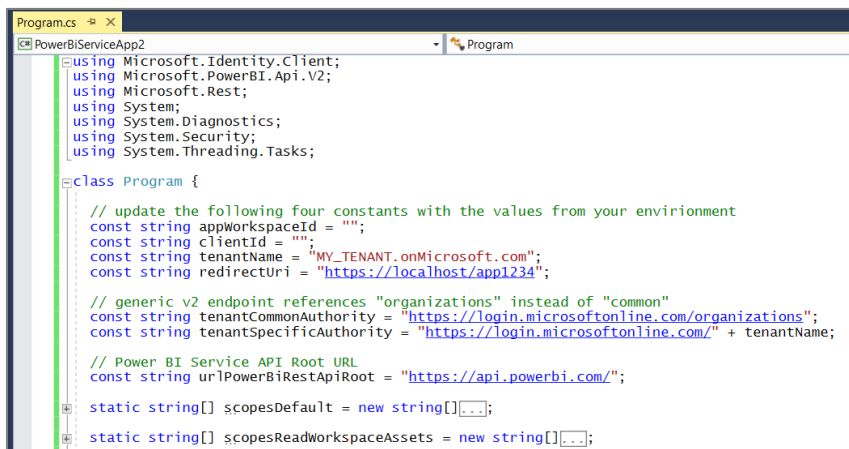 Program.cs
C# PowerBiServiceApp2 Program
using Microsoft.Identity.Client;
using Microsoft.PowerBI.Api.V2;
using Microsoft.Rest;
using System;
using System.Diagnostics;
using System.Security;
using System.Threading.Tasks;
class Program {
// update the following four constants with the values from your envirionment
const string appWorkspaceId = "";
const string clientId = "";
const string tenantName = "MY_TENANT.onMicrosoft.com";
const string redirectUri = "https://localhost/app1234";
// generic v2 endpoint references "organizations" instead of "common"
const string tenantCommonAuthority = "https://login.microsoftonline.com/organizations";
const string tenantSpecificAuthority = "https://login.microsoftonline.com/" + tenantName;
// Power BI Service API Root URL
const string urlPowerBiRestApiRoot = "https://api.powerbi.com/";
static string[] scopesDefault = new string[]...;
static string[] scopesReadWorkspaceAssets = new string[]...;